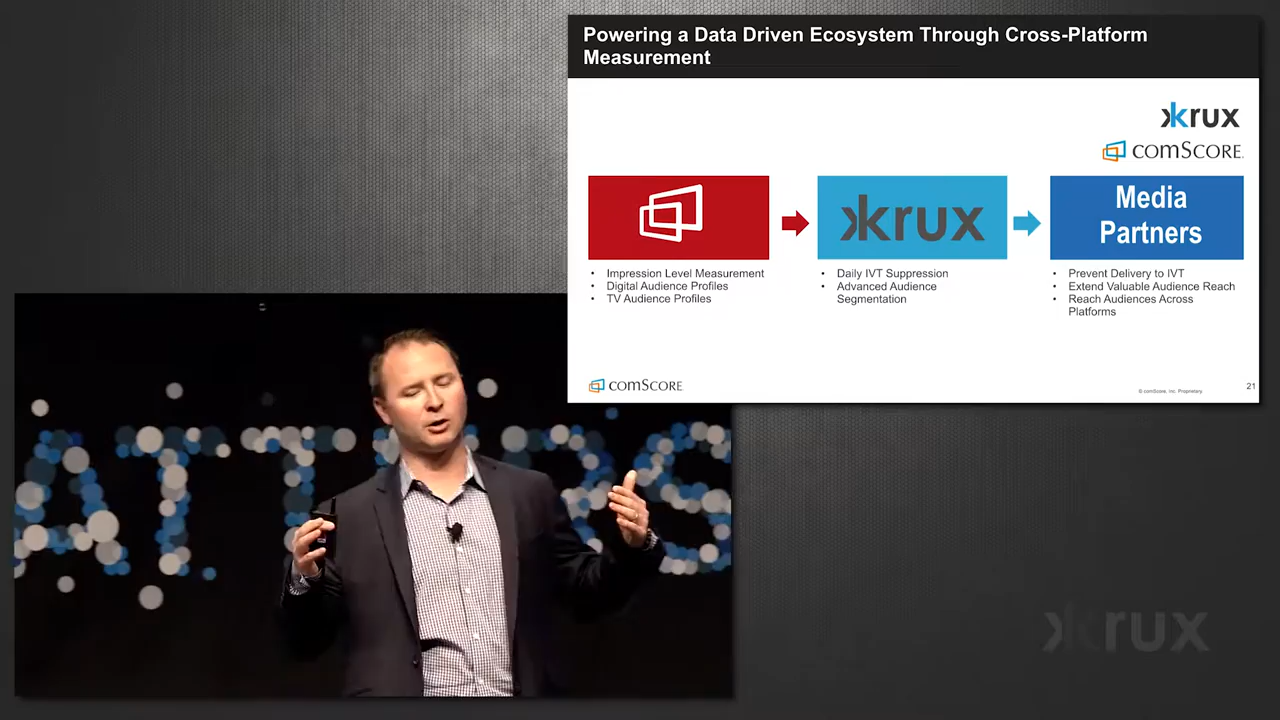 Powering a Data Driven Ecosystem Through Cross-Platform
Measurement
krux
comSCORE.
krux
Media
Partners
• Impression Level Measurement
• Digital Audience Profiles
• TV Audience Profiles
• Daily IVT Suppression
• Advanced Audience
Segmentation
• Prevent Delivery to IVT
• Extend Valuable Audience Reach
• Reach Audiences Across
Platforms
comSCORE
© comScore, Inc. Proprietary.
21
ATT
RS
krux